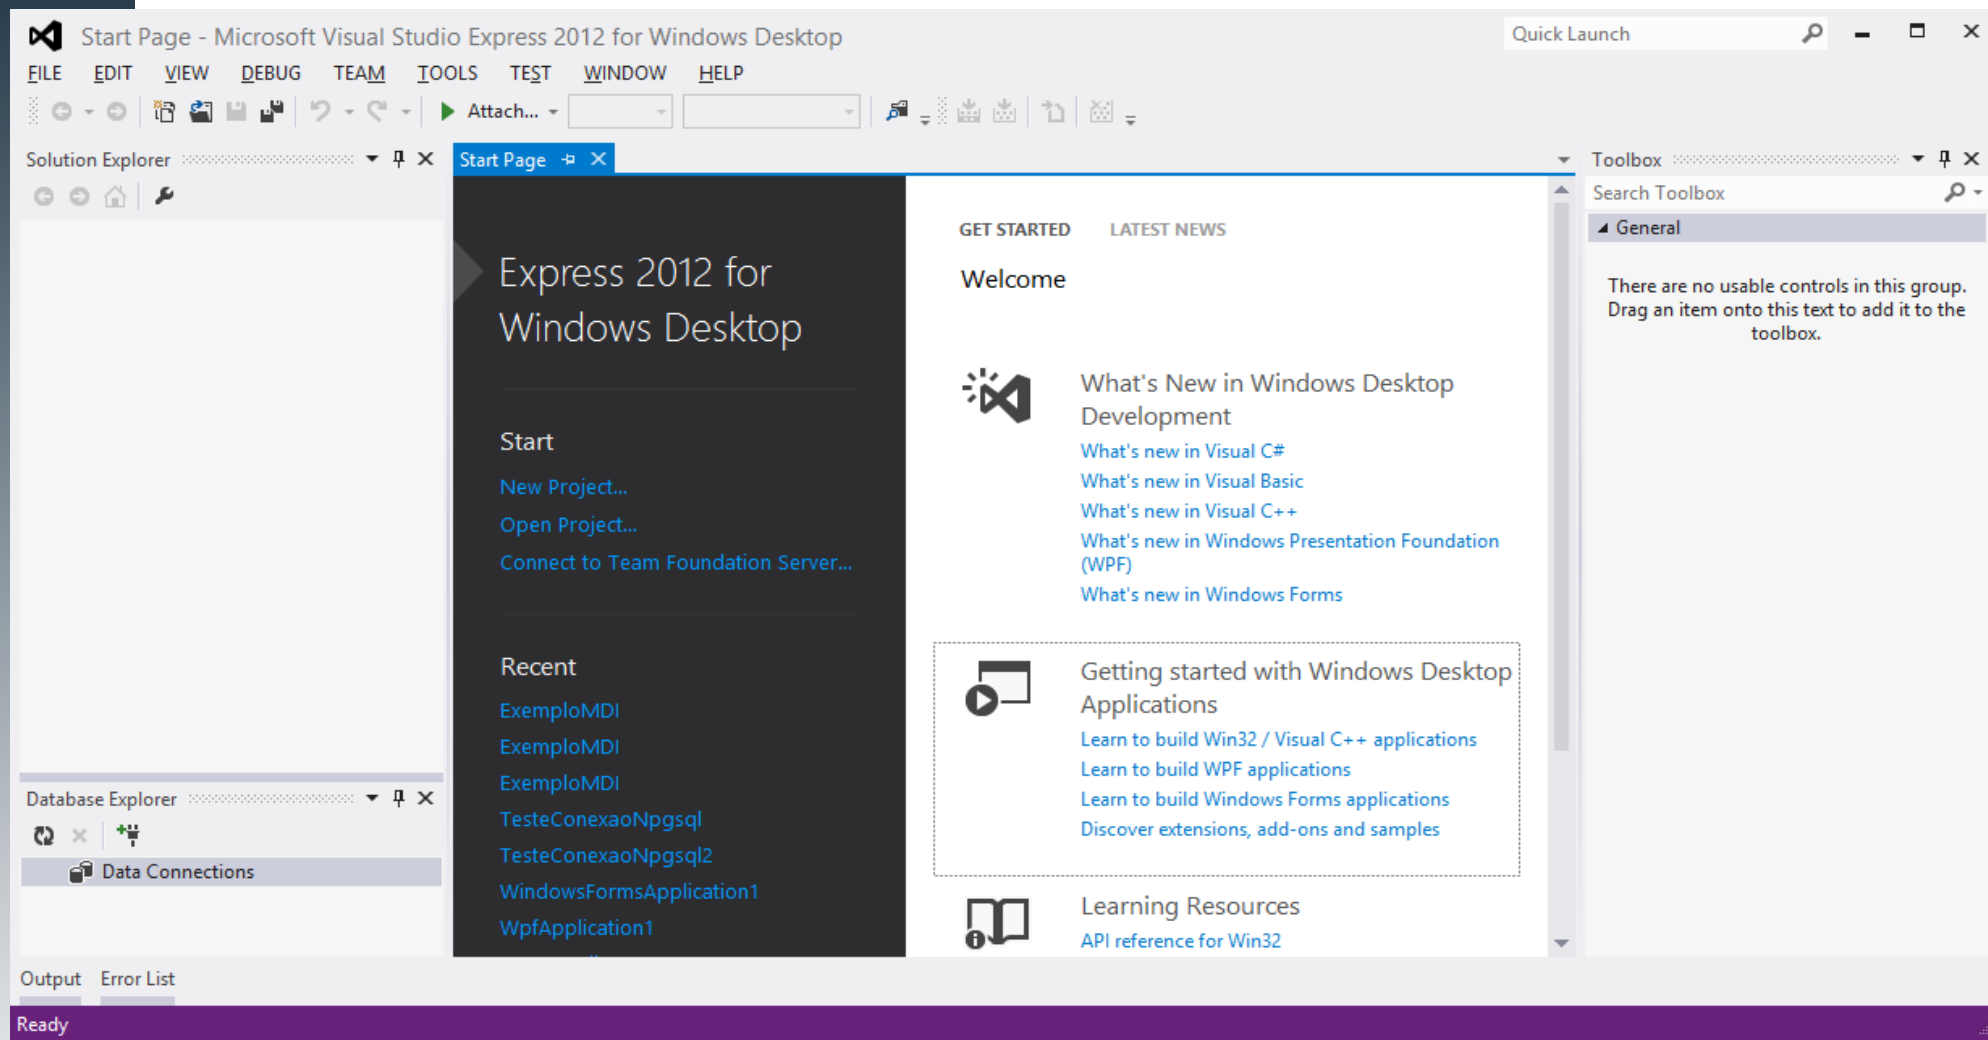 Start Page - Microsoft Visual Studio Express 2012 for Windows Desktop
Quick Launch
FILE EDIT VIEW DEBUG TEAM TOOLS TEST WINDOW HELP
Attach...
Solution Explorer
Start Page
Express 2012 for
Windows Desktop
Start
New Project...
Open Project...
Connect to Team Foundation Server...
Recent
ExemploMDI
ExemploMDI
ExemploMDI
TesteConexaoNpgsql
TesteConexaoNpgsql2
WindowsFormsApplication1
WpfApplication1
GET STARTED LATEST NEWS
Welcome
What's New in Windows Desktop
Development
What's new in Visual C#
What's new in Visual Basic
What's new in Visual C++
What's new in Windows Presentation Foundation
(WPF)
What's new in Windows Forms
Getting started with Windows Desktop
Applications
Learn to build Win32 / Visual C++ applications
Learn to build WPF applications
Learn to build Windows Forms applications
Discover extensions, add-ons and samples
Learning Resources
API reference for Win32
Toolbox
Search Toolbox
General
There are no usable controls in this group.
Drag an item onto this text to add it to the
toolbox.
Database Explorer
Data Connections
Output Error List
Ready